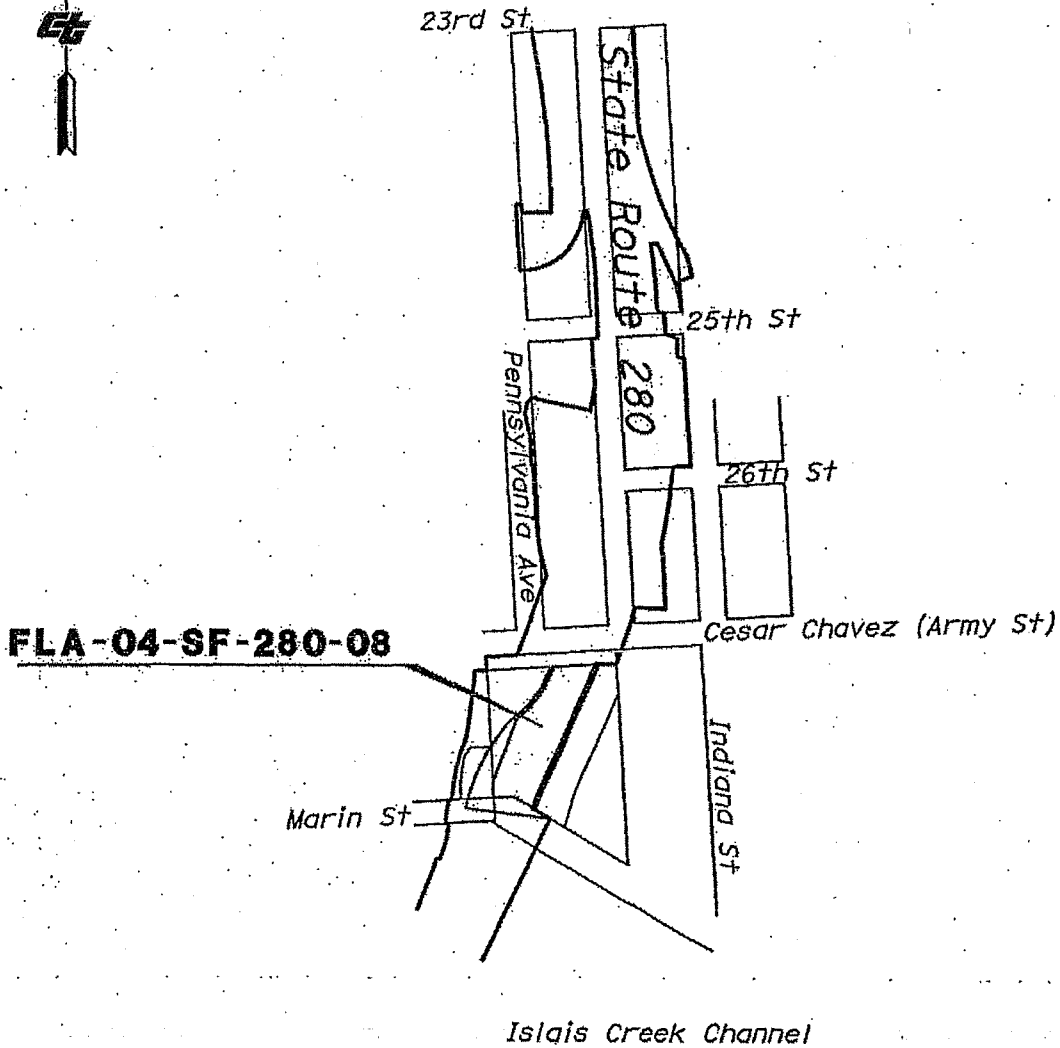 23rd St
State Route 280
25th St
Pennsylvania Ave
26th St
FLA-04-SF-280-08
Cesar Chavez (Army St)
Indiana St
Marin St
Islais Creek Channel